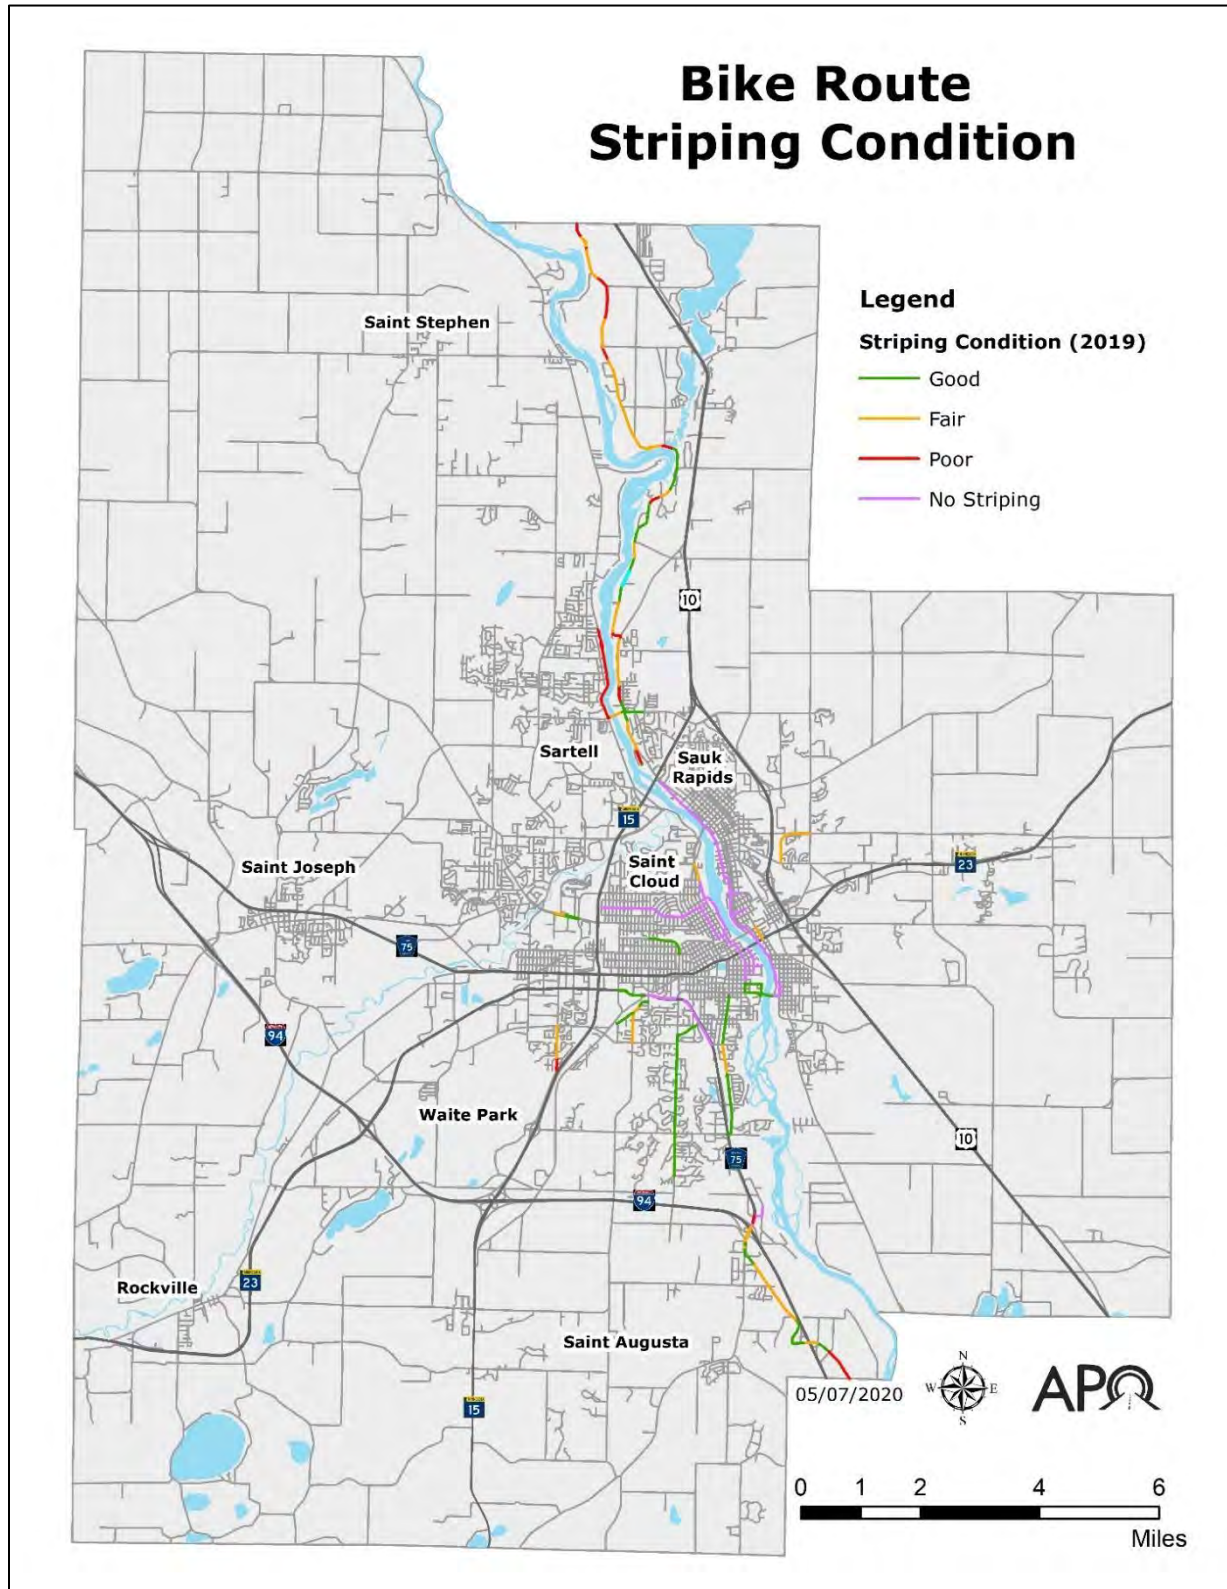 Bike Route
Striping Condition
Legend
Striping Condition (2019)
Good
Fair
Poor
No Striping
Saint Stephen
10
Sartell
Sauk
Rapids
15
Saint
Cloud
23
Saint Joseph
75
94
Waite Park
10
75
94
Rockville
23
Saint Augusta
15
05/07/2020
N
W
E
S
APO
0 1 2 4 6
Miles